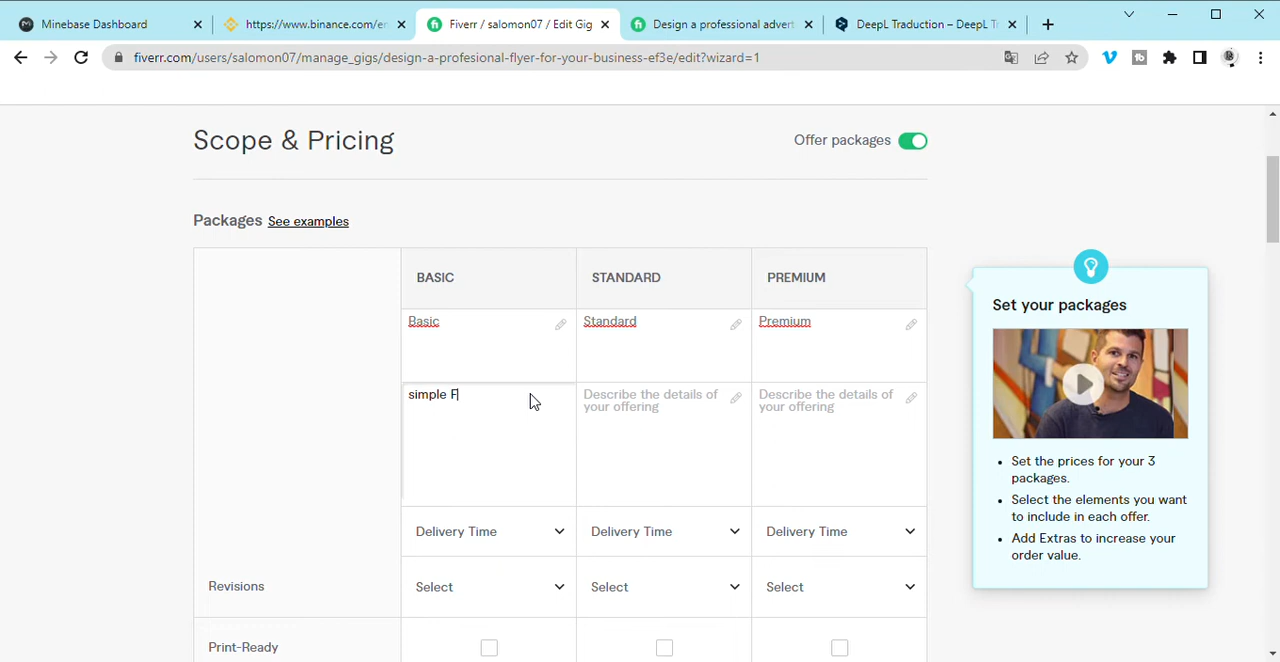 Minebase Dashboard
https://www.binance.com/en
Fiverr / salomon07 / Edit Gig
Design a professional advert
DeepL Traduction – DeepL Tr
fiverr.com/users/salomon07/manage_gigs/design-a-profesional-flyer-for-your-business-ef3e/edit?wizard=1
Scope & Pricing
Offer packages
Packages See examples
BASIC STANDARD PREMIUM
Basic Standard Premium
simple F
Describe the details of
your offering
Describe the details of
your offering
Delivery Time Delivery Time Delivery Time
Revisions Select Select Select
Print-Ready
Set your packages
• Set the prices for your 3
packages.
• Select the elements you want
to include in each offer.
• Add Extras to increase your
order value.